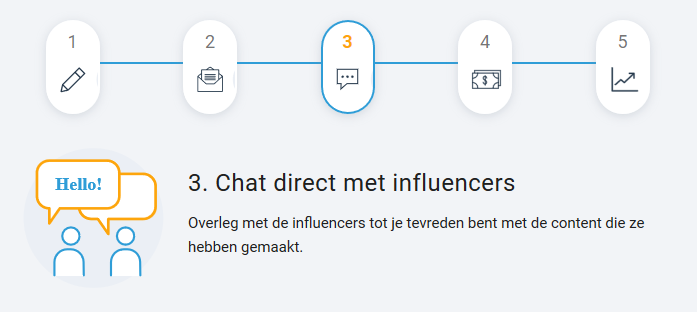 1 2 3 4 5
$
Hello!
3. Chat direct met influencers
Overleg met de influencers tot je tevreden bent met de content die ze
hebben gemaakt.